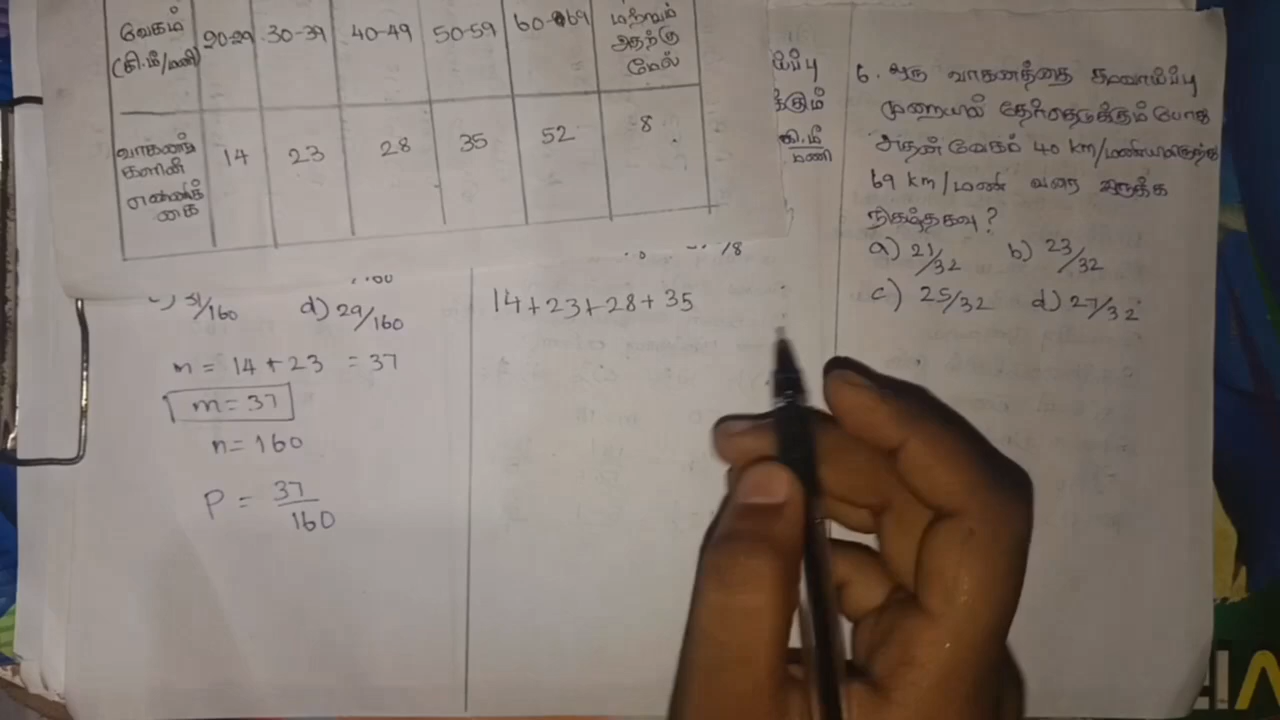 வேகம்
(கி.மீ/மணி)
20-29
30-39
40-49
50-59
60-69
மற்றும்
அதற்கு
மேல்
வாகனங்
களின்
எண்ணிக்
கை
14
23
28
35
52
8
கி.மீ
மணி
31/160
d) 29/160
m = 14 + 23 = 37
m = 37
n = 160
P = 37/160
14+23+28+35
6. ஒரு வாகனத்தை சமவாய்ப்பு
முறையில் தேர்ந்தெடுக்கும் போது
அதன் வேகம் 40 km/மணியிலிருந்து
69 km/மணி வரை இருக்க
நிகழ்தகவு?
a) 21/32 b) 23/32
c) 25/32 d) 27/32